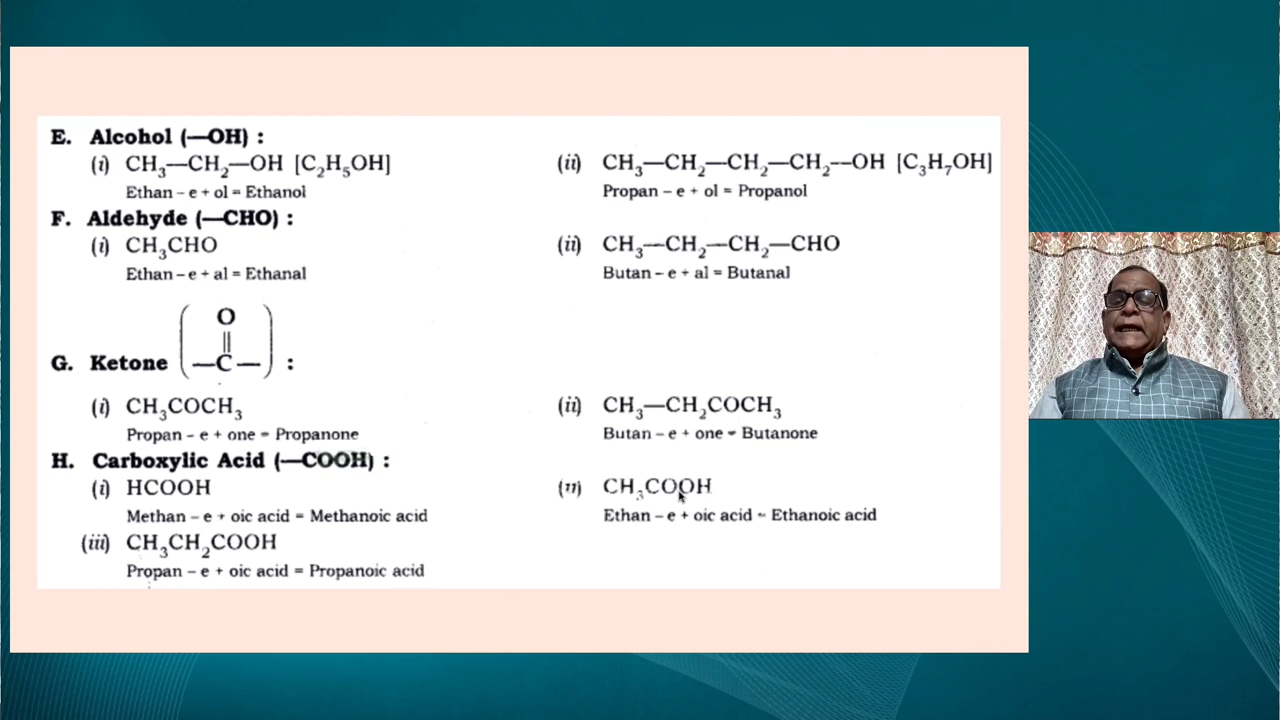 E. Alcohol (—OH) :
(i) CH₃—CH₂—OH [C₂H₅OH] (ii) CH₃—CH₂—CH₂—CH₂—OH [C₃H₇OH]
Ethan – e + ol = Ethanol Propan – e + ol = Propanol
F. Aldehyde (—CHO) :
(i) CH₃CHO (ii) CH₃—CH₂—CH₂—CHO
Ethan – e + al = Ethanal Butan – e + al = Butanal
O
||
G. Ketone (—C—) :
(i) CH₃COCH₃ (ii) CH₃—CH₂COCH₃
Propan – e + one = Propanone Butan – e + one = Butanone
H. Carboxylic Acid (—COOH) :
(i) HCOOH (ii) CH₃COOH
Methan – e + oic acid = Methanoic acid Ethan – e + oic acid = Ethanoic acid
(iii) CH₃CH₂COOH
Propan – e + oic acid = Propanoic acid